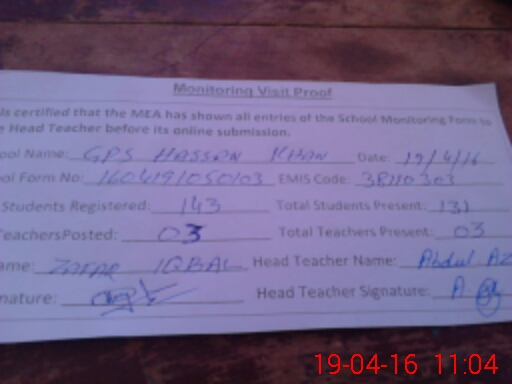 Monitoring Visit Proof
is certified that the MEA has shown all entries of the School Monitoring Form to
e Head Teacher before its online submission.
ool Name: GPS HASSAN KHAN Date: 19/4/16
ol Form No: 1604191050103 EMIS Code:
Students Registered: 143 Total Students Present: 131
TeachersPosted: 03 Total Teachers Present: 03
ame: ZAFAR IQBAL Head Teacher Name: Abdul AZ
nature: Head Teacher Signature: A
19-04-16 11:04